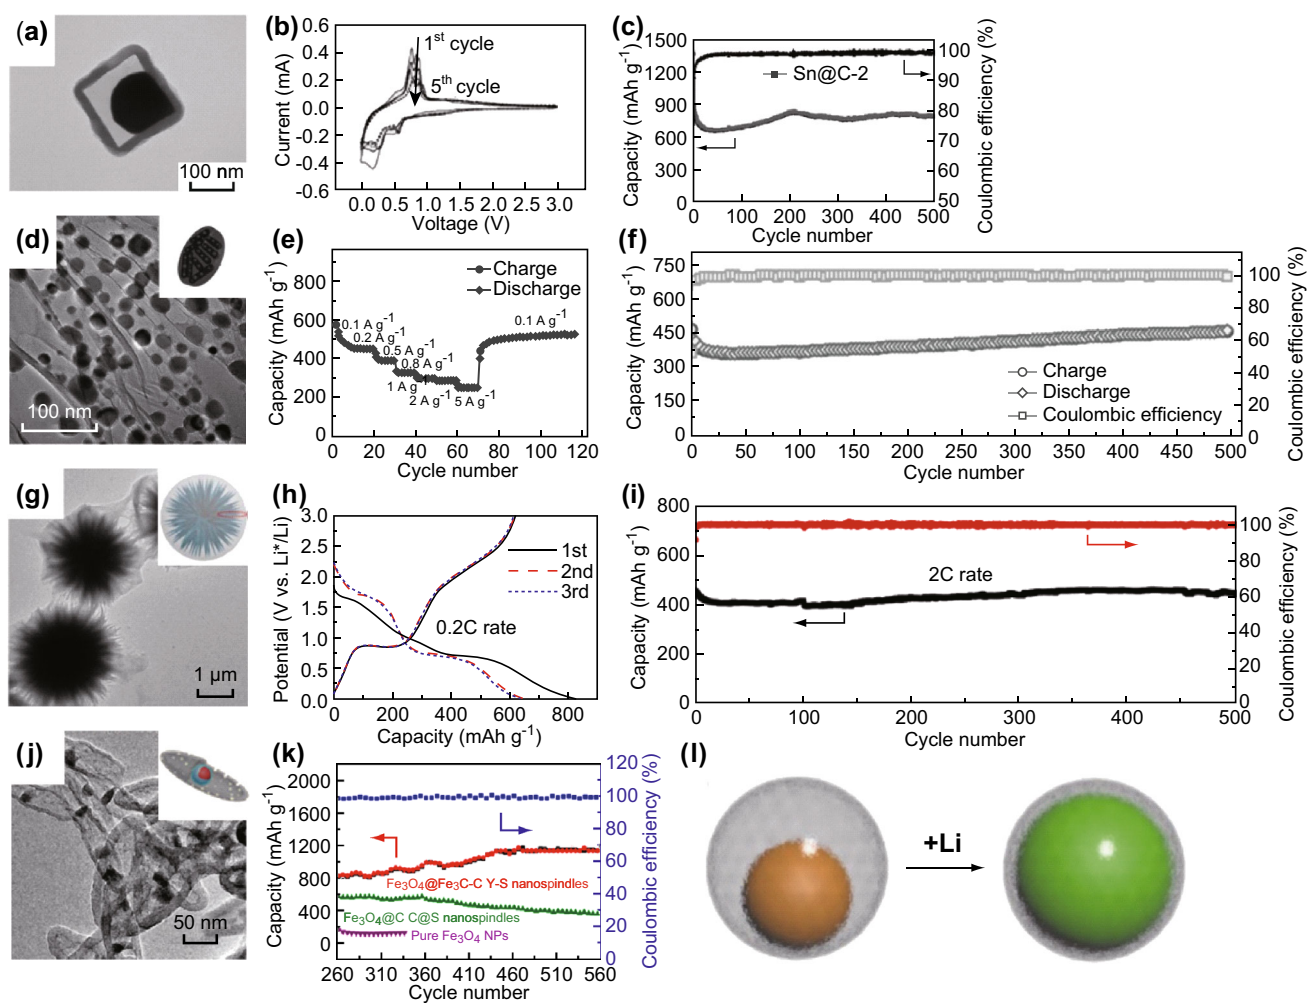 (a)
100 nm
(b)
0.6
0.4
0.2
0.0
-0.2
-0.4
-0.6
Current (mA)
1st cycle
5th cycle
0.0 0.5 1.0 1.5 2.0 2.5 3.0
Voltage (V)
(c)
1500
1200
900
600
300
0
Capacity (mAh g-1)
Sn@C-2
100
90
80
70
60
50
Coulombic efficiency (%)
0 100 200 300 400 500
Cycle number
(d)
100 nm
(e)
800
600
400
200
0
Capacity (mAh g-1)
Charge
Discharge
0.1 A g-1
0.2 A g-1
0.5 A g-1
0.8 A g-1
1 A g-1
2 A g-1
5 A g-1
0.1 A g-1
0 20 40 60 80 100 120
Cycle number
(f)
750
675
450
300
150
0
Capacity (mAh g-1)
Charge
Discharge
Coulombic efficiency
100
80
60
40
20
0
Coulombic efficiency (%)
0 50 100 150 200 250 300 350 400 450 500
Cycle number
(g)
1 µm
(h)
3.0
2.5
2.0
1.5
1.0
0.5
0.0
Potential (V vs. Li*/Li)
1st
2nd
3rd
0.2C rate
0 200 400 600 800
Capacity (mAh g-1)
(i)
800
700
600
400
200
0
Capacity (mAh g-1)
2C rate
100
80
60
40
20
0
Coulombic efficiency (%)
0 100 200 300 400 500
Cycle number
(j)
50 nm
(k)
2000
1600
1200
800
400
0
Capacity (mAh g-1)
Fe3O4@Fe3C-C Y-S nanospindles
Fe3O4@C C@S nanospindles
Pure Fe3O4 NPs
120
100
80
60
40
20
0
Coulombic efficiency (%)
260 310 360 410 460 510 560
Cycle number
(l)
+Li